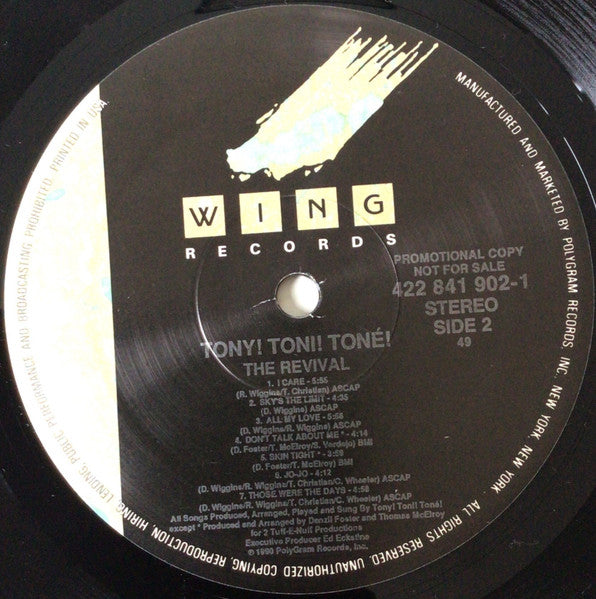 WING
RECORDS
PROMOTIONAL COPY
NOT FOR SALE
422 841 902-1
STEREO
SIDE 2
49
TONY! TONI! TONÉ!
THE REVIVAL
1. I CARE - 5:55
(R. Wiggins/T. Christian) ASCAP
2. SKY'S THE LIMIT - 4:35
(D. Wiggins) ASCAP
3. ALL MY LOVE - 5:56
(D. Wiggins/R. Wiggins) ASCAP
4. DON'T TALK ABOUT ME * - 4:14
(D. Foster/T. McElroy/S. Verdejo) BMI
5. SKIN TIGHT * - 3:59
(D. Foster/T. McElroy) BMI
6. JO-JO - 4:12
(D. Wiggins/R. Wiggins/T. Christian/C. Wheeler) ASCAP
7. THOSE WERE THE DAYS - 4:58
(D. Wiggins/R. Wiggins/T. Christian/C. Wheeler) ASCAP
All Songs Produced, Arranged, Played and Sung By Tony! Toni! Toné!
except * Produced and Arranged by Denzil Foster and Thomas McElroy
for 2 Tuff-E-Nuff Productions
Executive Producer Ed Eckstine
℗ 1990 PolyGram Records, Inc.
MANUFACTURED AND MARKETED BY POLYGRAM RECORDS, INC. NEW YORK, NEW YORK. ALL RIGHTS RESERVED. UNAUTHORIZED COPYING, REPRODUCTION, HIRING, LENDING, PUBLIC PERFORMANCE AND BROADCASTING PROHIBITED. PRINTED IN USA.